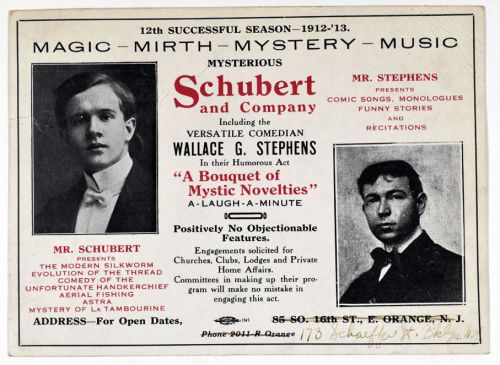 12th SUCCESSFUL SEASON—1912-'13.
MAGIC – MIRTH – MYSTERY – MUSIC
MYSTERIOUS
Schubert
and Company
Including the
VERSATILE COMEDIAN
WALLACE G. STEPHENS
In their Humorous Act
"A Bouquet of
Mystic Novelties"
A-LAUGH-A-MINUTE
Positively No Objectionable
Features.
Engagements solicited for
Churches, Clubs, Lodges and Private
Home Affairs.
Committees in making up their pro-
gram will make no mistake in
engaging this act.
MR. STEPHENS
PRESENTS
COMIC SONGS, MONOLOGUES
FUNNY STORIES
AND
RECITATIONS
MR. SCHUBERT
PRESENTS
THE MODERN SILKWORM
EVOLUTION OF THE THREAD
COMEDY OF THE
UNFORTUNATE HANDKERCHIEF
AERIAL FISHING
ASTRA
MYSTERY OF LA TAMBOURINE
ADDRESS—For Open Dates,
85 SO. 16th ST., E. ORANGE, N. J.
Phone 2011-R Orange
173 Schaeffer St. Bklyn